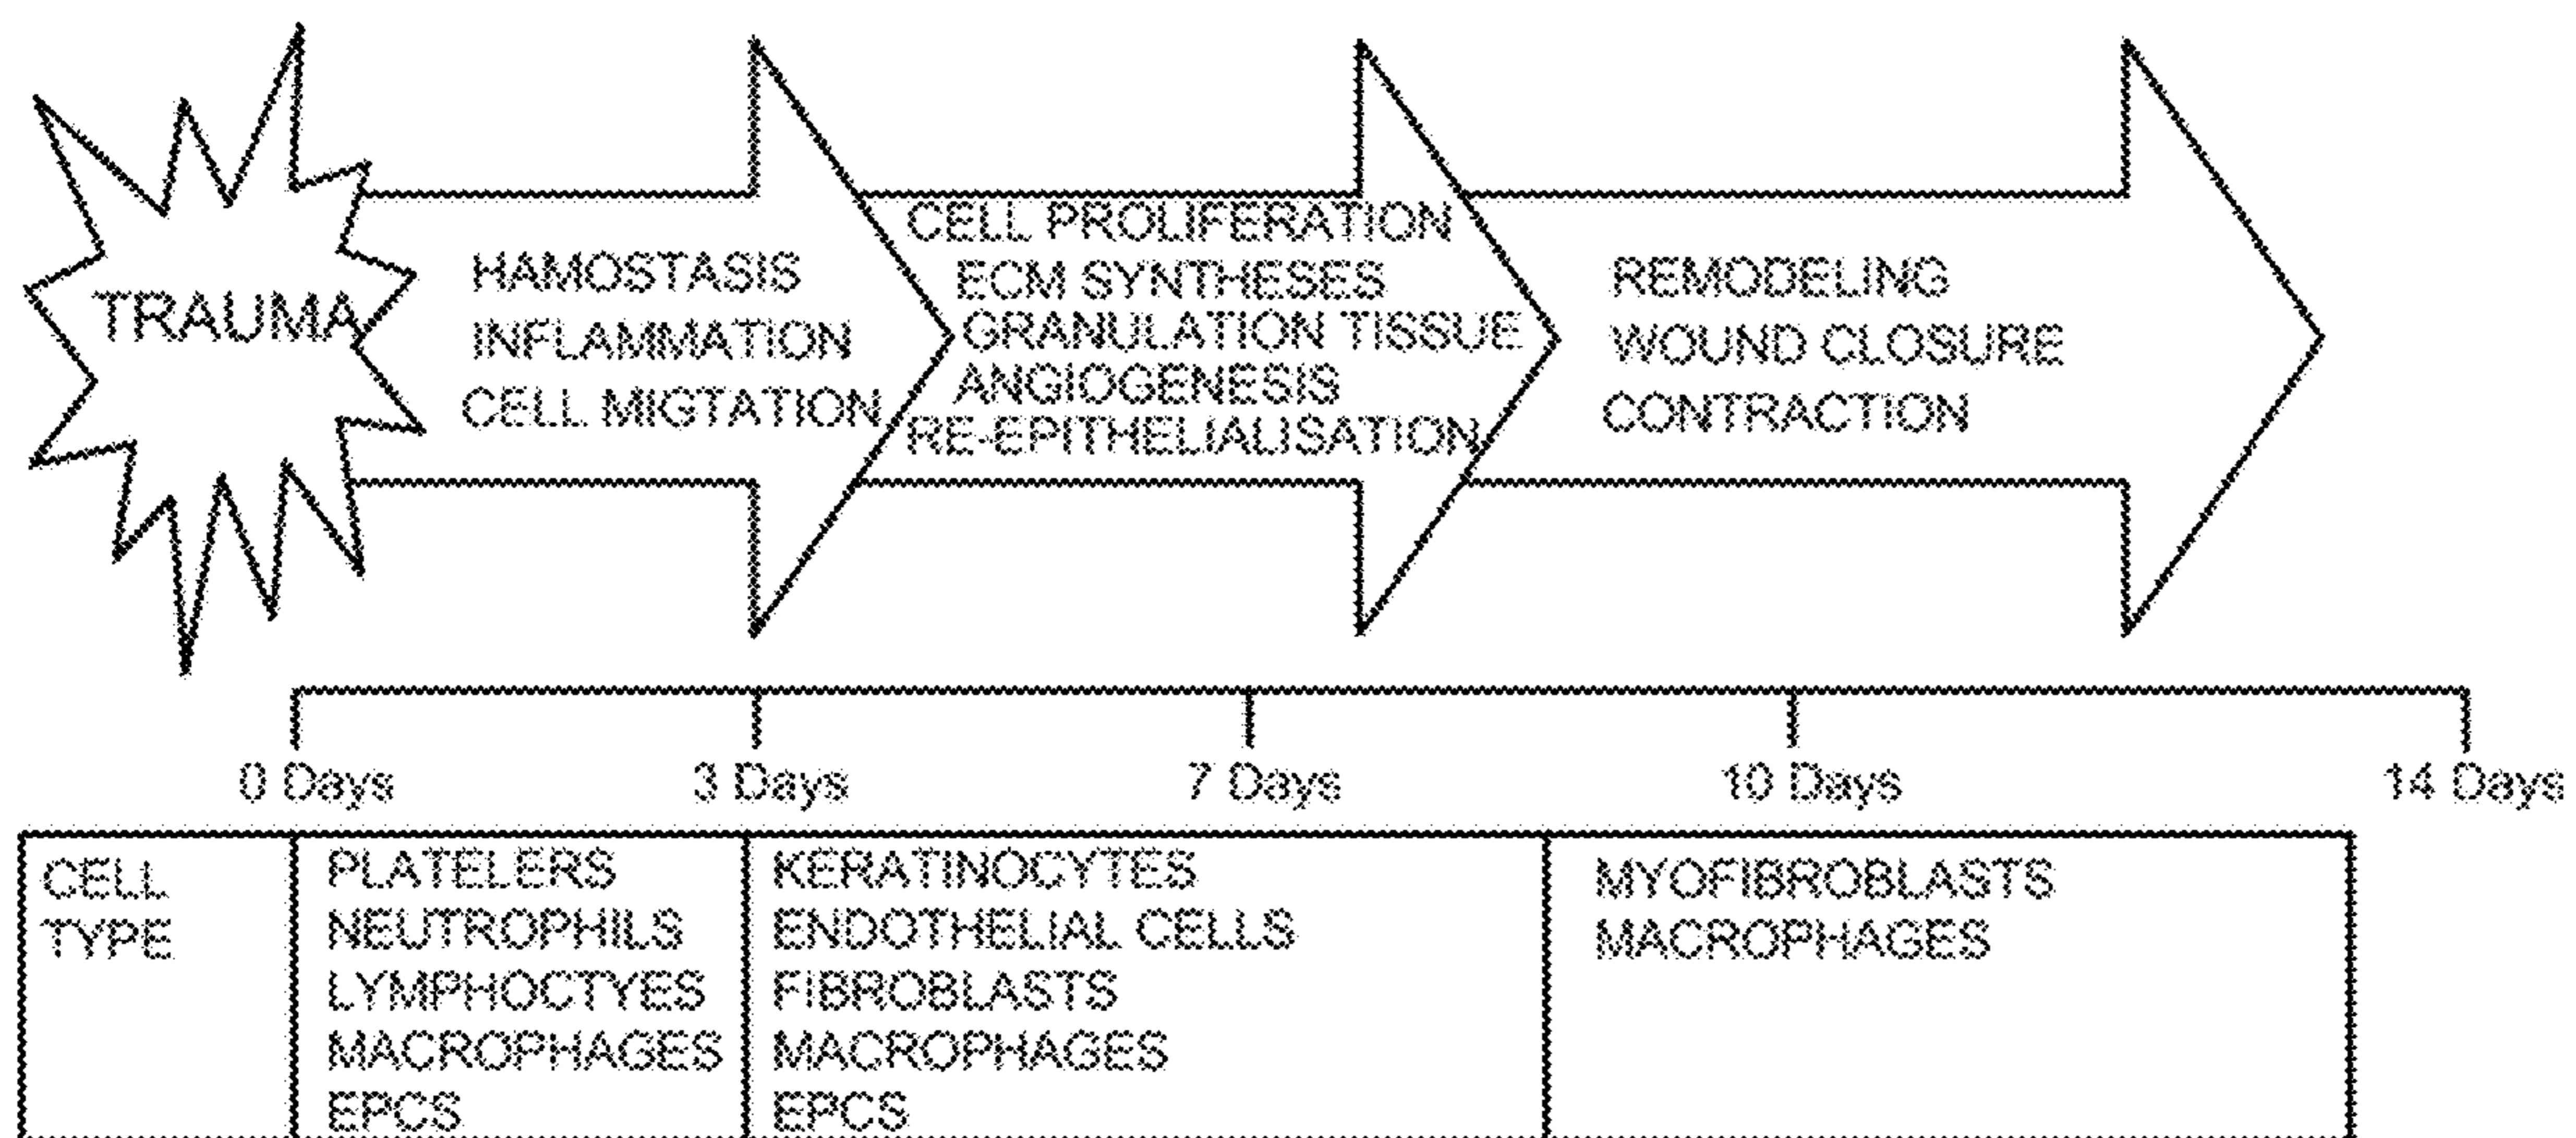 TRAUMA
HAMOSTASIS
INFLAMMATION
CELL MIGTATION
CELL PROLIFERATION
ECM SYNTHESES
GRANULATION TISSUE
ANGIOGENESIS
RE-EPITHELIALISATION
REMODELING
WOUND CLOSURE
CONTRACTION
0 Days
3 Days
7 Days
10 Days
14 Days
CELL
TYPE
PLATELERS
NEUTROPHILS
LYMPHOCTYES
MACROPHAGES
EPCS
KERATINOCYTES
ENDOTHELIAL CELLS
FIBROBLASTS
MACROPHAGES
EPCS
MYOFIBROBLASTS
MACROPHAGES